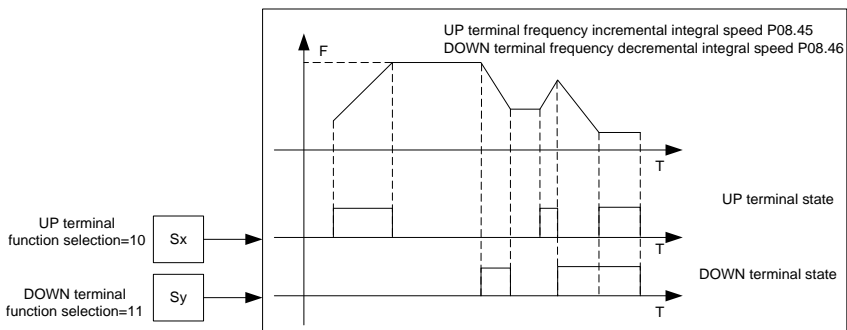 UP terminal frequency incremental integral speed P08.45
DOWN terminal frequency decremental integral speed P08.46
F
T
UP terminal state
UP terminal
function selection=10
Sx
T
DOWN terminal state
DOWN terminal
function selection=11
Sy
T